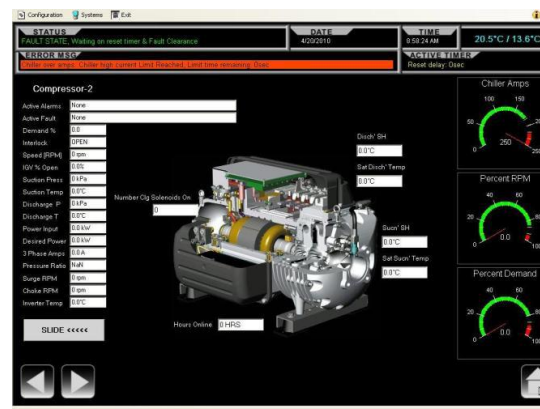 Configuration Systems Exit
STATUS
FAULT STATE, Waiting on reset timer & Fault Clearance
DATE
4/20/2010
TIME
8:58:24 AM
20.5°C / 13.6°C
ERROR MSG
Chiller over amps: Chiller high current Limit Reached, Limit time remaining: 0sec
ACTIVE TIMER
Reset delay: 0sec
Compressor-2
Active Alarms None
Active Fault None
Demand % 0.0
Interlock OPEN
Speed [RPM] 0 rpm
IGV % Open 0.0%
Suction Press 0 kPa
Suction Temp 0.0°C
Discharge P 0 kPa
Discharge T 0.0°C
Power Input 0.0 kW
Desired Power 0.0 kW
3 Phase Amps 0.0 A
Pressure Ratio NaN
Surge RPM 0 rpm
Choke RPM 0 rpm
Inverter Temp 0.0°C
SLIDE <<<<<
Number Clg Solenoids On
0
Disch' SH
0.0°C
Sat Disch' Temp
0.0°C
Sucn' SH
0.0°C
Sat Sucn' Temp
0.0°C
Hours Online 0 HRS
Chiller Amps
50 100 150
0 250
Percent RPM
20 40 60
0 0.0 100
Percent Demand
20 40 60
0 0.0 100